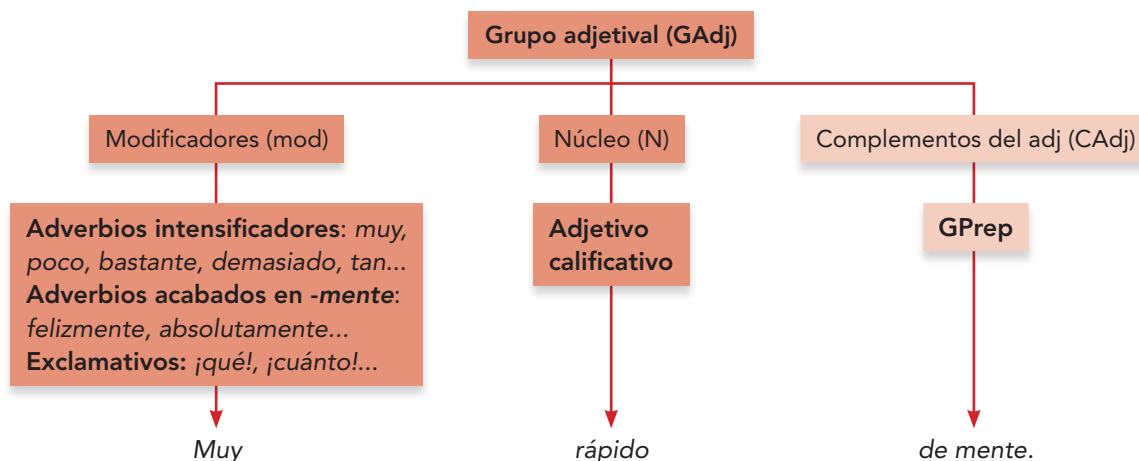 Grupo adjetival (GAdj)
Modificadores (mod)
Núcleo (N)
Complementos del adj (CAdj)
Adverbios intensificadores: muy,
poco, bastante, demasiado, tan...
Adverbios acabados en -mente:
felizmente, absolutamente...
Exclamativos: ¡qué!, ¡cuánto!...
Adjetivo
calificativo
GPrep
Muy
rápido
de mente.